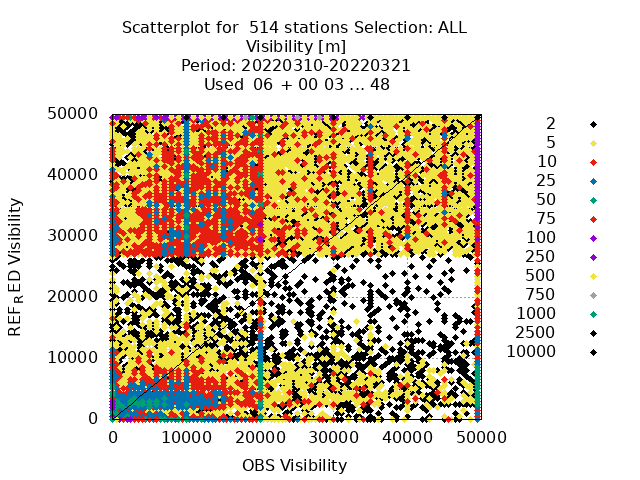 Scatterplot for 514 stations Selection: ALL
Visibility [m]
Period: 20220310-20220321
Used 06 + 00 03 ... 48
50000
40000
30000
20000
10000
0
REF_RED Visibility
0 10000 20000 30000 40000 50000
OBS Visibility
2
5
10
25
50
75
100
250
500
750
1000
2500
10000